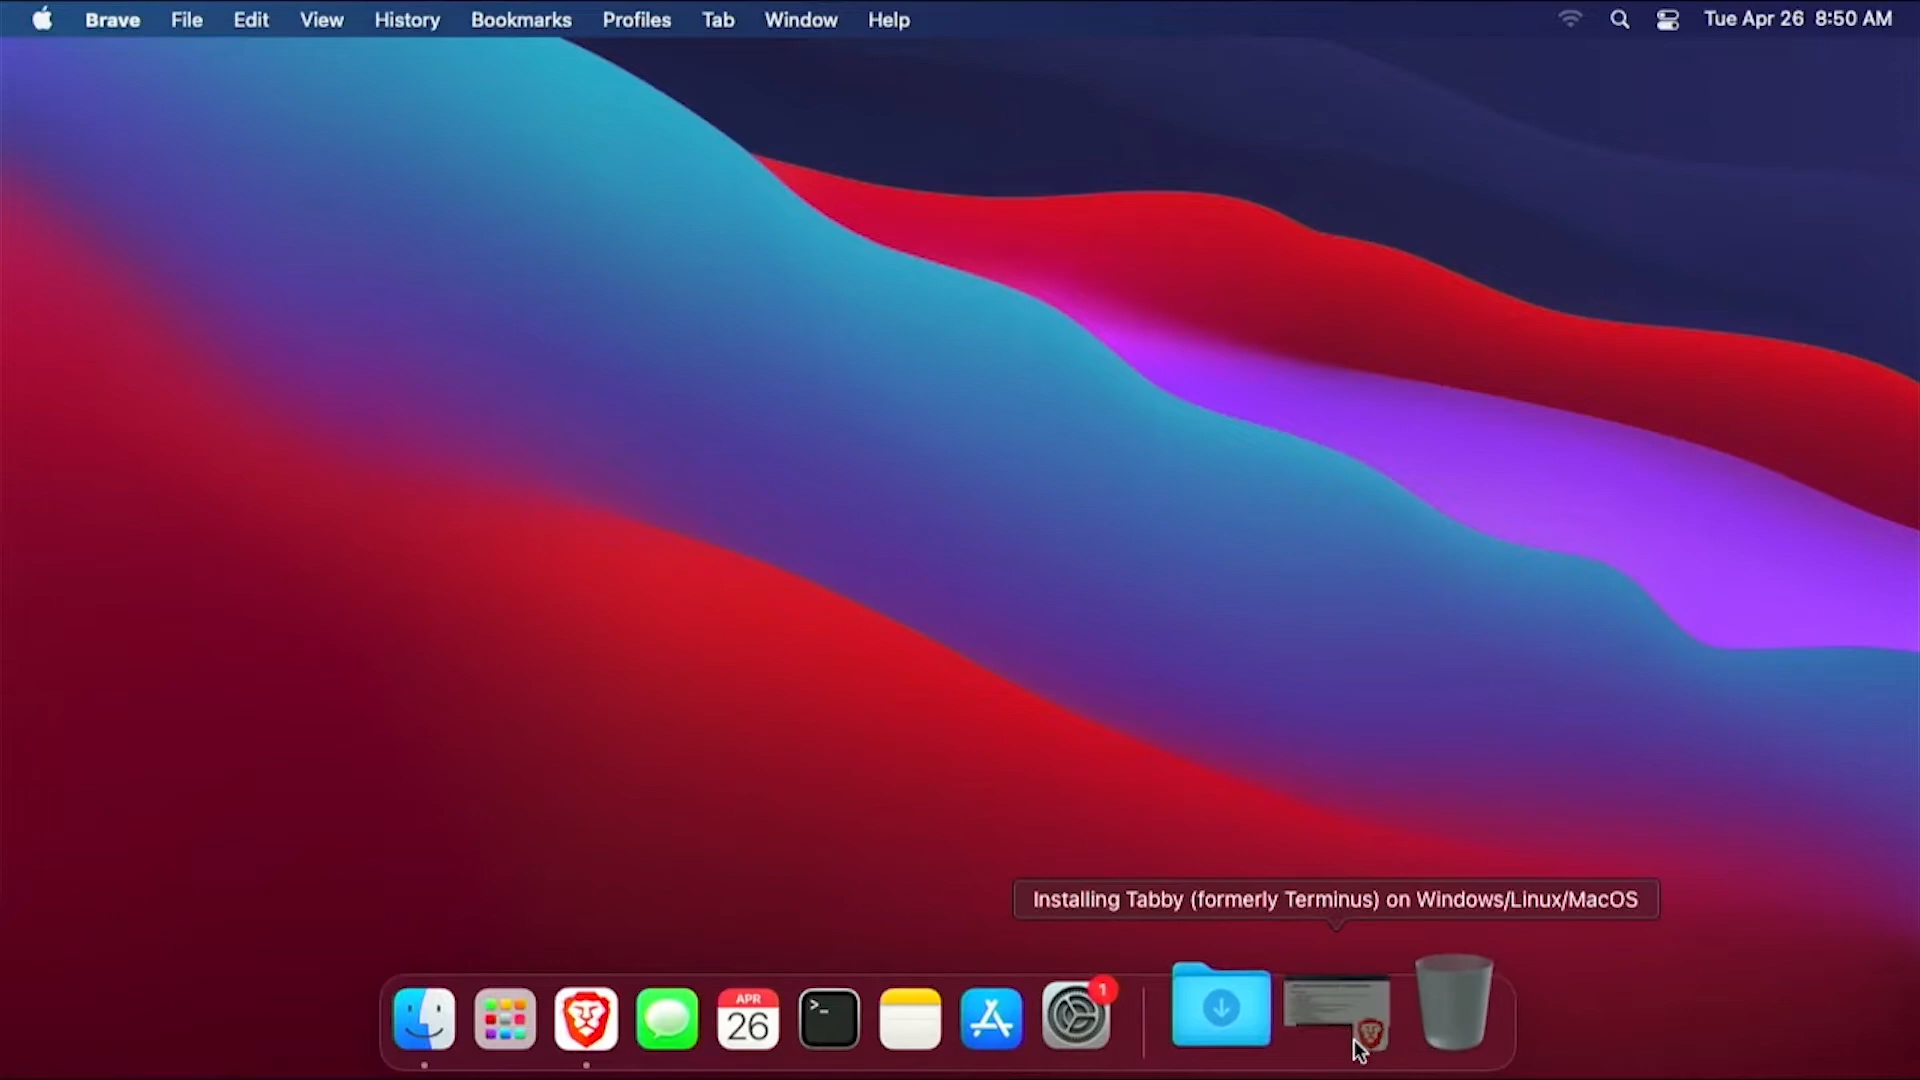 Brave File Edit View History Bookmarks Profiles Tab Window Help Tue Apr 26 8:50 AM
Installing Tabby (formerly Terminus) on Windows/Linux/MacOS
APR
26
>_
1